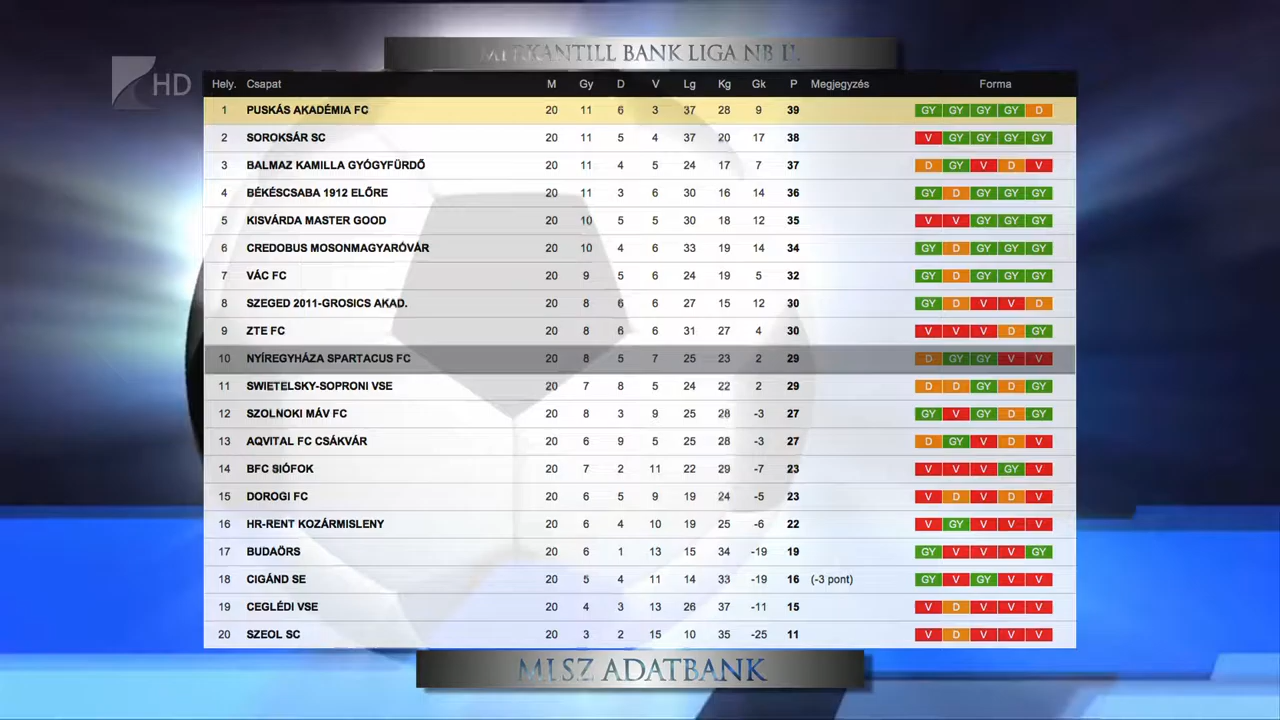 MERKANTILL BANK LIGA NB II.
HD
Hely. Csapat M Gy D V Lg Kg Gk P Megjegyzés Forma
1 PUSKÁS AKADÉMIA FC 20 11 6 3 37 28 9 39 GY GY GY GY D
2 SOROKSÁR SC 20 11 5 4 37 20 17 38 V GY GY GY GY
3 BALMAZ KAMILLA GYÓGYFÜRDŐ 20 11 4 5 24 17 7 37 D GY V D V
4 BÉKÉSCSABA 1912 ELŐRE 20 11 3 6 30 16 14 36 GY D GY GY GY
5 KISVÁRDA MASTER GOOD 20 10 5 5 30 18 12 35 V V GY GY GY
6 CREDOBUS MOSONMAGYARÓVÁR 20 10 4 6 33 19 14 34 GY D GY GY GY
7 VÁC FC 20 9 5 6 24 19 5 32 GY D GY GY GY
8 SZEGED 2011-GROSICS AKAD. 20 8 6 6 27 15 12 30 GY D V V D
9 ZTE FC 20 8 6 6 31 27 4 30 V V V D GY
10 NYÍREGYHÁZA SPARTACUS FC 20 8 5 7 25 23 2 29 D GY GY V V
11 SWIETELSKY-SOPRONI VSE 20 7 8 5 24 22 2 29 D D GY D GY
12 SZOLNOKI MÁV FC 20 8 3 9 25 28 -3 27 GY V GY D GY
13 AQVITAL FC CSÁKVÁR 20 6 9 5 25 28 -3 27 D GY V D V
14 BFC SIÓFOK 20 7 2 11 22 29 -7 23 V V V GY V
15 DOROGI FC 20 6 5 9 19 24 -5 23 V D V D V
16 HR-RENT KOZÁRMISLENY 20 6 4 10 19 25 -6 22 V GY V V V
17 BUDAÖRS 20 6 1 13 15 34 -19 19 GY V V V GY
18 CIGÁND SE 20 5 4 11 14 33 -19 16 (-3 pont) GY V GY V V
19 CEGLÉDI VSE 20 4 3 13 26 37 -11 15 V D V V V
20 SZEOL SC 20 3 2 15 10 35 -25 11 V D V V V
MLSZ ADATBANK